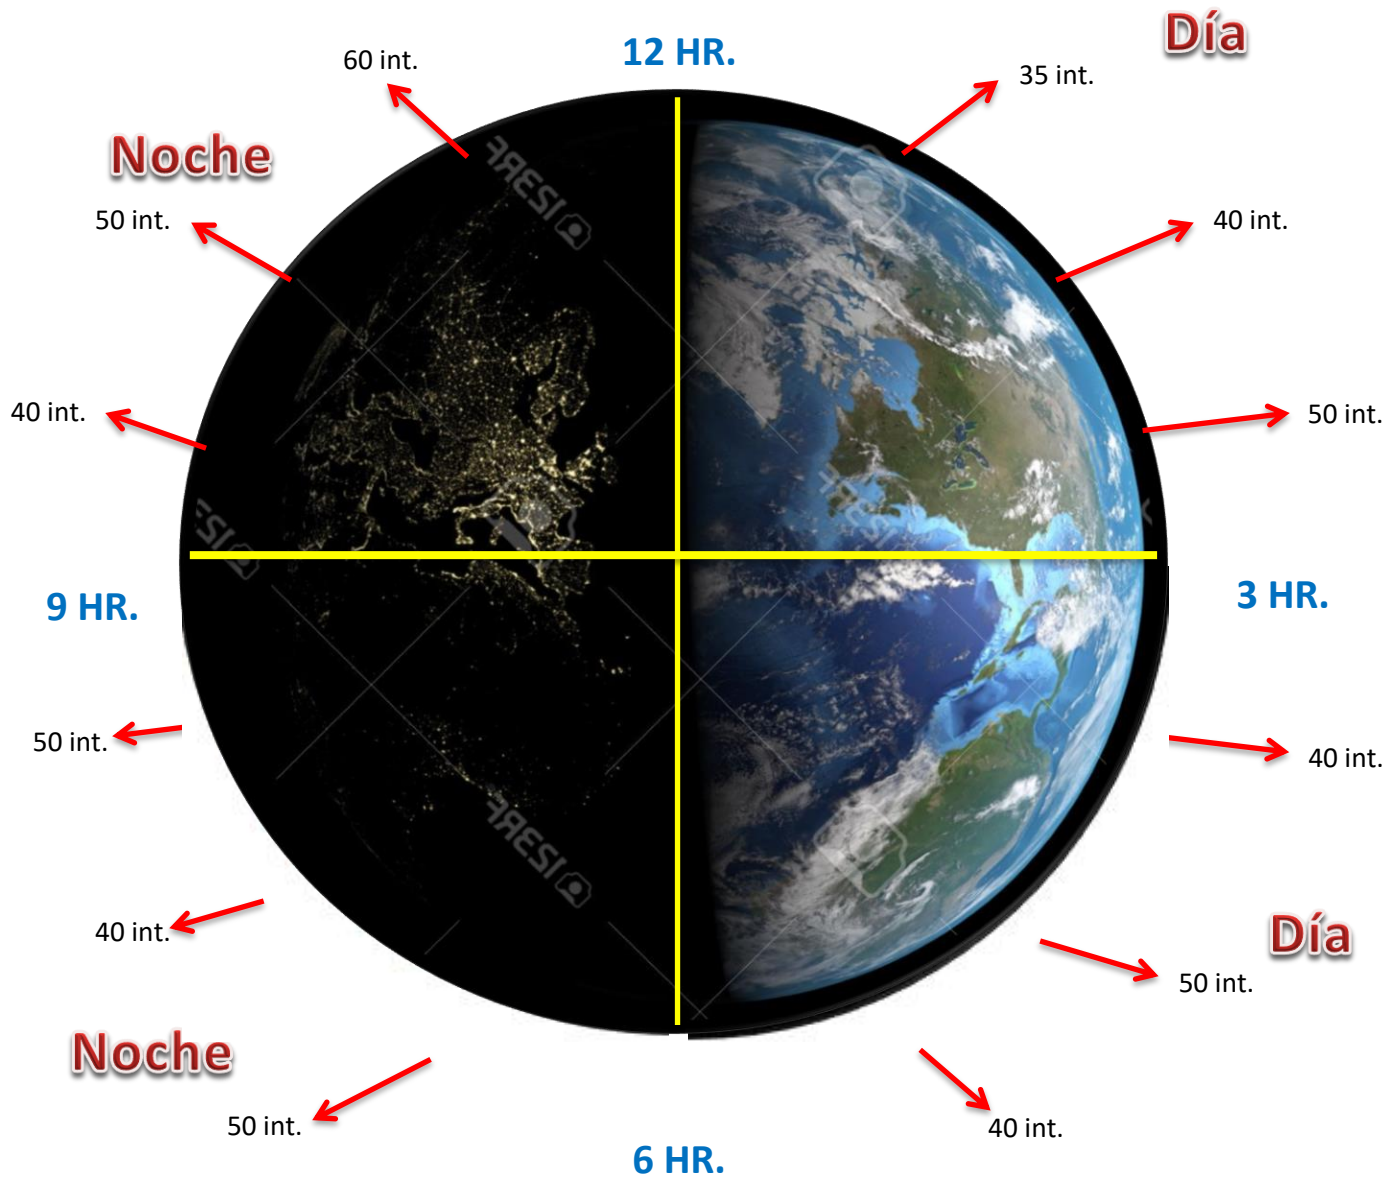 Día
12 HR.
60 int.
35 int.
Noche
50 int.
40 int.
40 int.
50 int.
9 HR.
3 HR.
50 int.
40 int.
40 int.
Día
50 int.
Noche
50 int.
40 int.
6 HR.